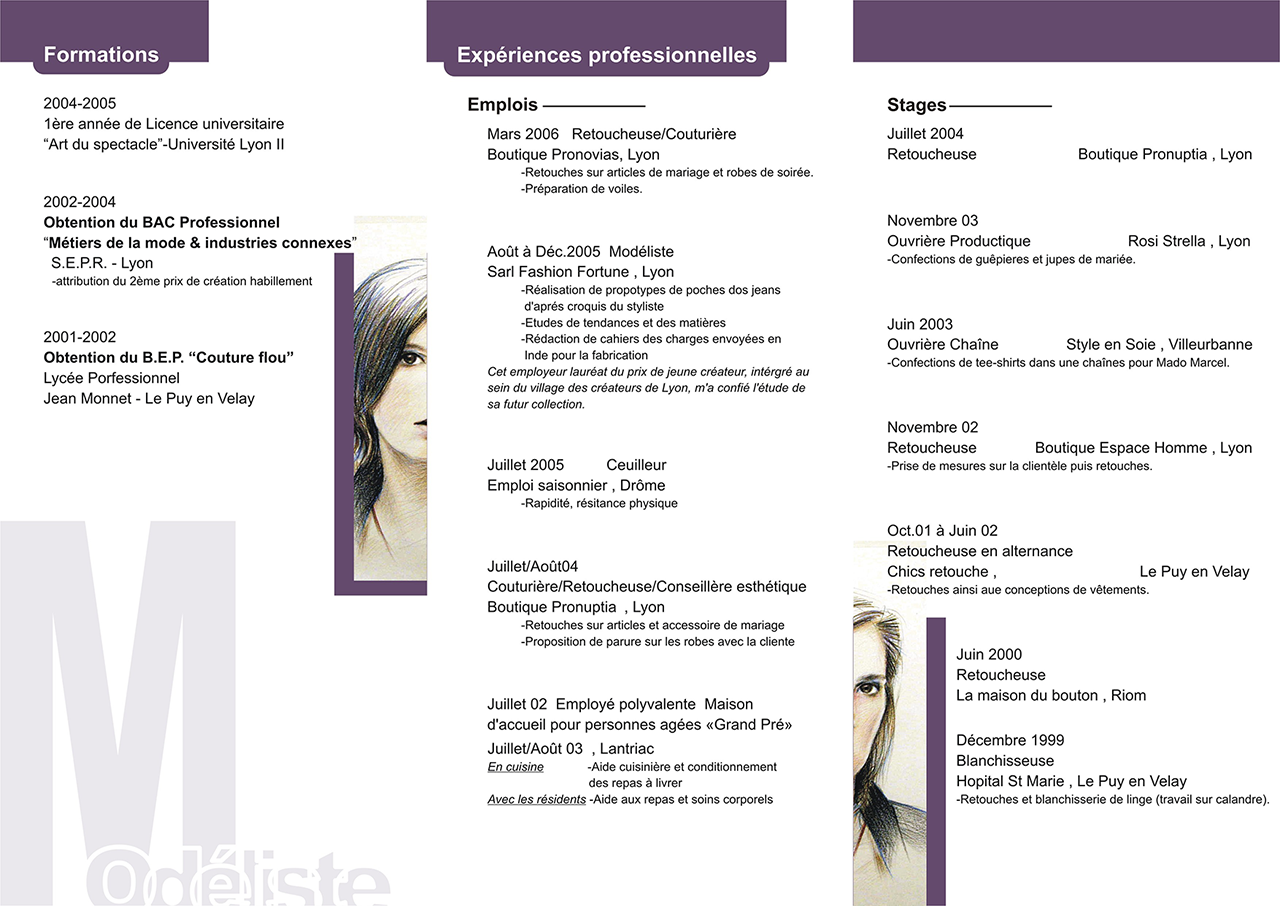 Formations
2004-2005
1ère année de Licence universitaire
“Art du spectacle”-Université Lyon II
2002-2004
Obtention du BAC Professionnel
“Métiers de la mode & industries connexes”
S.E.P.R. - Lyon
-attribution du 2ème prix de création habillement
2001-2002
Obtention du B.E.P. “Couture flou”
Lycée Porfessionnel
Jean Monnet - Le Puy en Velay
Modéliste
Expériences professionnelles
Emplois
Mars 2006 Retoucheuse/Couturière
Boutique Pronovias, Lyon
-Retouches sur articles de mariage et robes de soirée.
-Préparation de voiles.
Août à Déc.2005 Modéliste
Sarl Fashion Fortune , Lyon
-Réalisation de propotypes de poches dos jeans
d'aprés croquis du styliste
-Etudes de tendances et des matières
-Rédaction de cahiers des charges envoyées en
Inde pour la fabrication
Cet employeur lauréat du prix de jeune créateur, intérgré au
sein du village des créateurs de Lyon, m'a confié l'étude de
sa futur collection.
Juillet 2005 Ceuilleur
Emploi saisonnier , Drôme
-Rapidité, résitance physique
Juillet/Août04
Couturière/Retoucheuse/Conseillère esthétique
Boutique Pronuptia , Lyon
-Retouches sur articles et accessoire de mariage
-Proposition de parure sur les robes avec la cliente
Juillet 02 Employé polyvalente Maison
d'accueil pour personnes agées «Grand Pré»
Juillet/Août 03 , Lantriac
En cuisine -Aide cuisinière et conditionnement
des repas à livrer
Avec les résidents -Aide aux repas et soins corporels
Stages
Juillet 2004
Retoucheuse Boutique Pronuptia , Lyon
Novembre 03
Ouvrière Productique Rosi Strella , Lyon
-Confections de guêpieres et jupes de mariée.
Juin 2003
Ouvrière Chaîne Style en Soie , Villeurbanne
-Confections de tee-shirts dans une chaînes pour Mado Marcel.
Novembre 02
Retoucheuse Boutique Espace Homme , Lyon
-Prise de mesures sur la clientèle puis retouches.
Oct.01 à Juin 02
Retoucheuse en alternance
Chics retouche , Le Puy en Velay
-Retouches ainsi aue conceptions de vêtements.
Juin 2000
Retoucheuse
La maison du bouton , Riom
Décembre 1999
Blanchisseuse
Hopital St Marie , Le Puy en Velay
-Retouches et blanchisserie de linge (travail sur calandre).